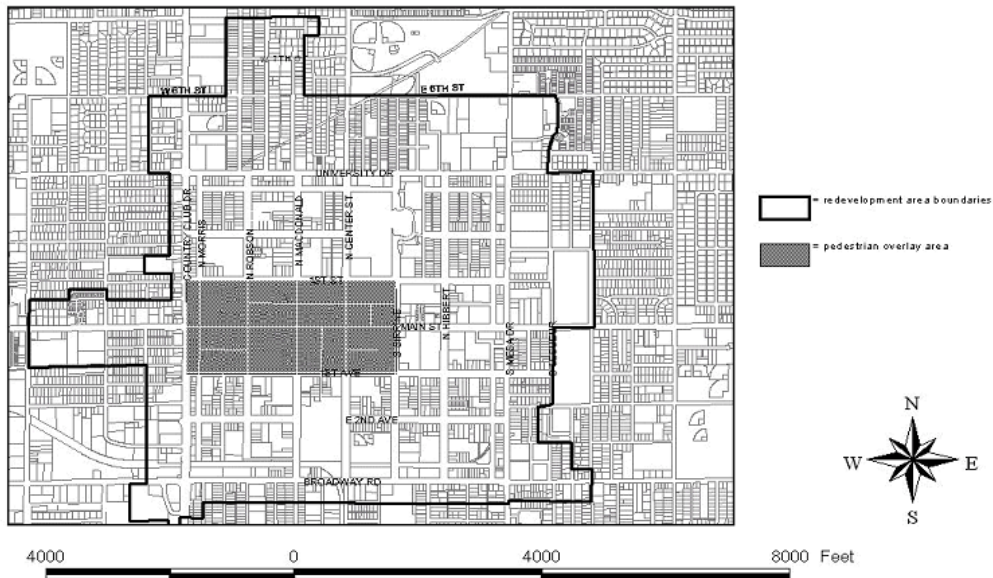 W 6TH ST
E 6TH ST
UNIVERSITY DR
COUNTRY CLUB DR
N MORRIS
N ROBSON
N MACDONALD
N CENTER ST
1ST ST
MAIN ST
N HIBBERT
S MESA DR
1ST AVE
E 2ND AVE
BROADWAY RD
= redevelopment area boundaries
= pedestrian overlay area
N
W
E
S
4000 0 4000 8000 Feet